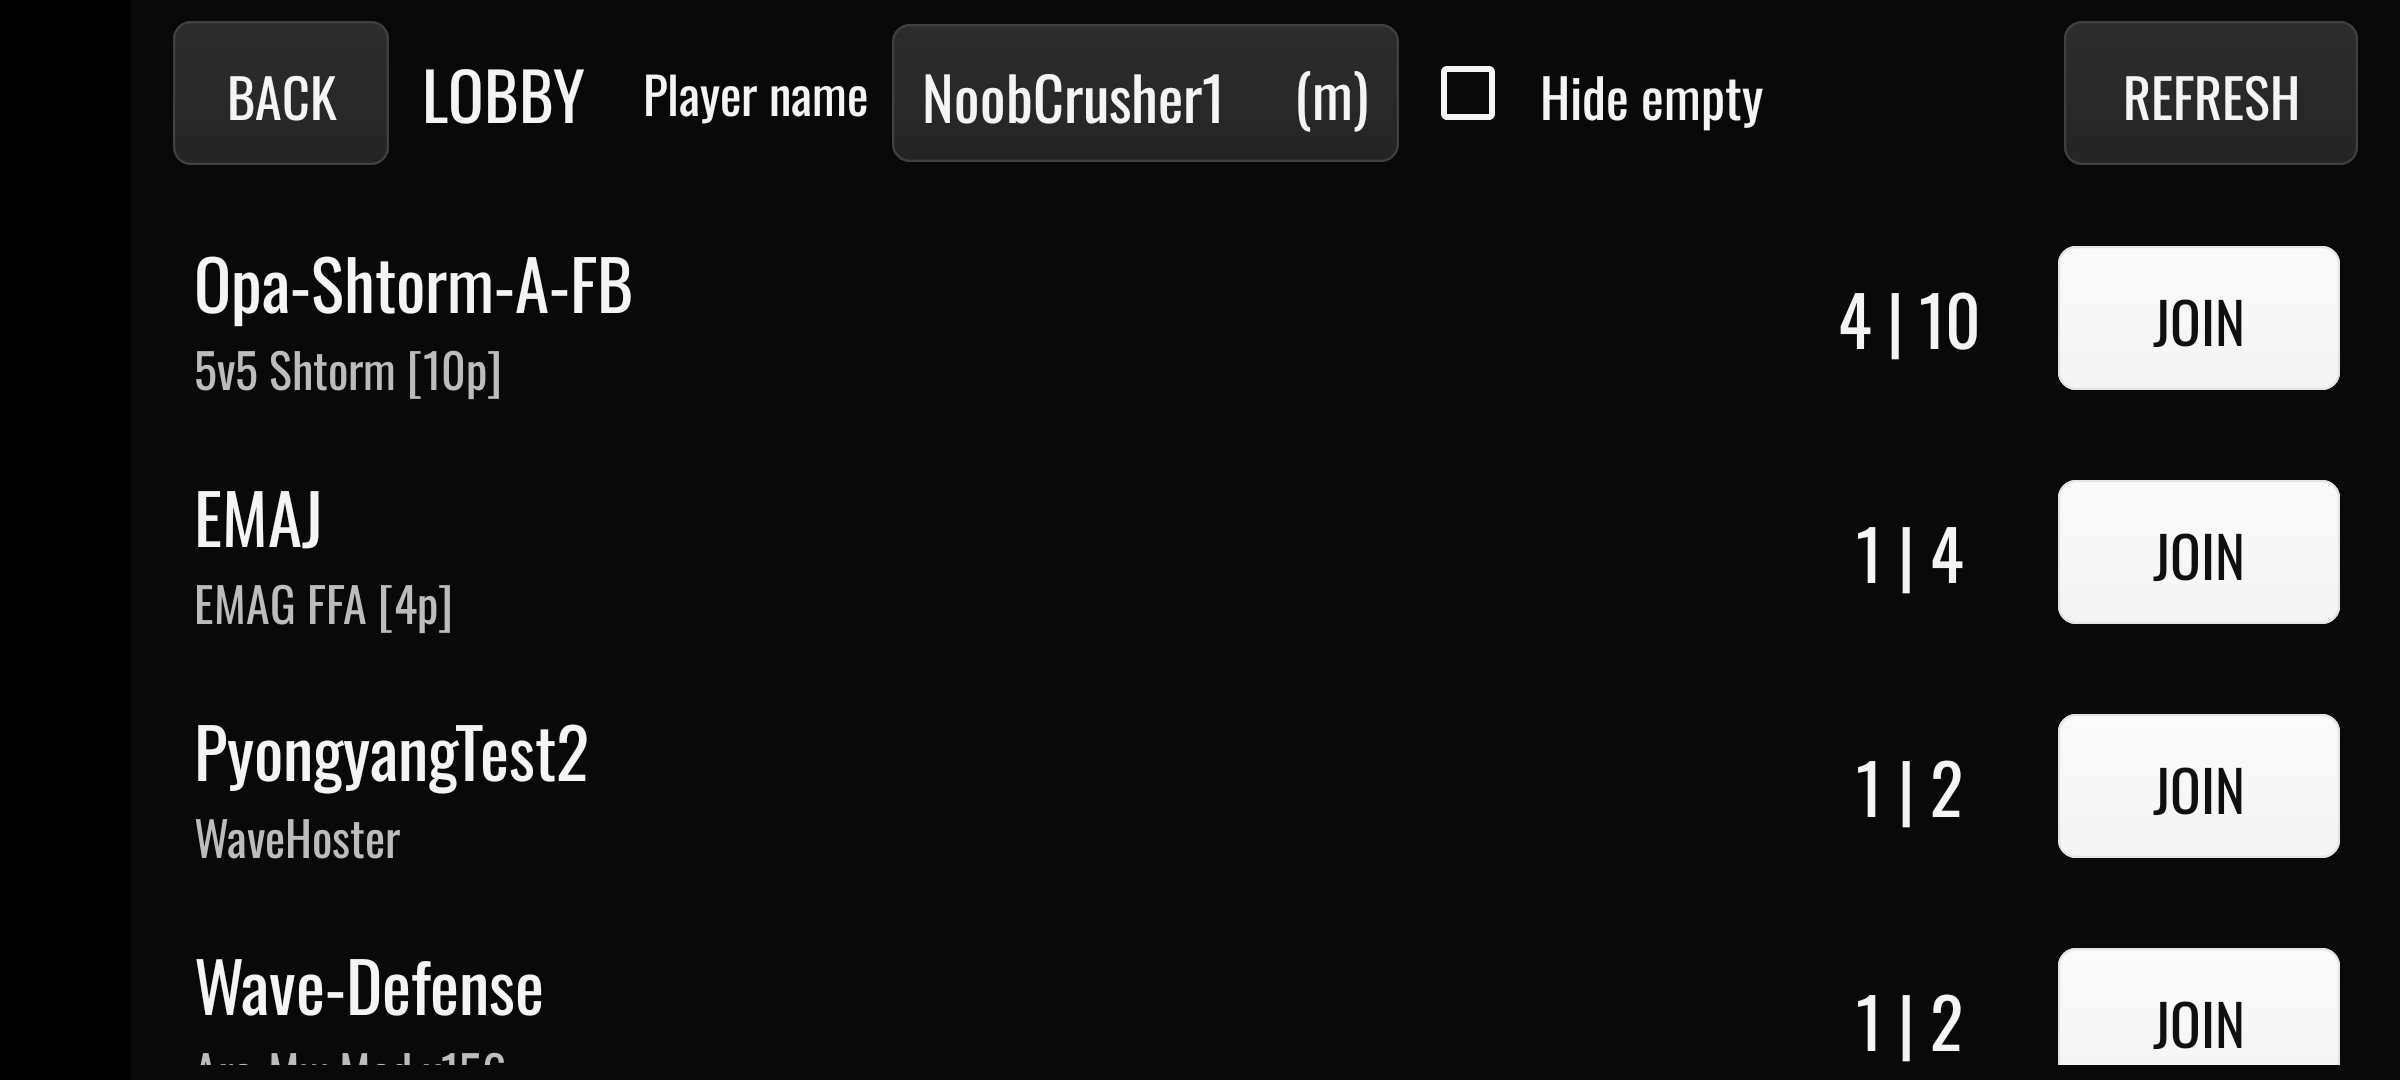 BACK LOBBY Player name NoobCrusher1 (m) Hide empty REFRESH
Opa-Shtorm-A-FB
5v5 Shtorm [10p]
4 | 10 JOIN
EMAJ
EMAG FFA [4p]
1 | 4 JOIN
PyongyangTest2
WaveHoster
1 | 2 JOIN
Wave-Defense
1 | 2 JOIN